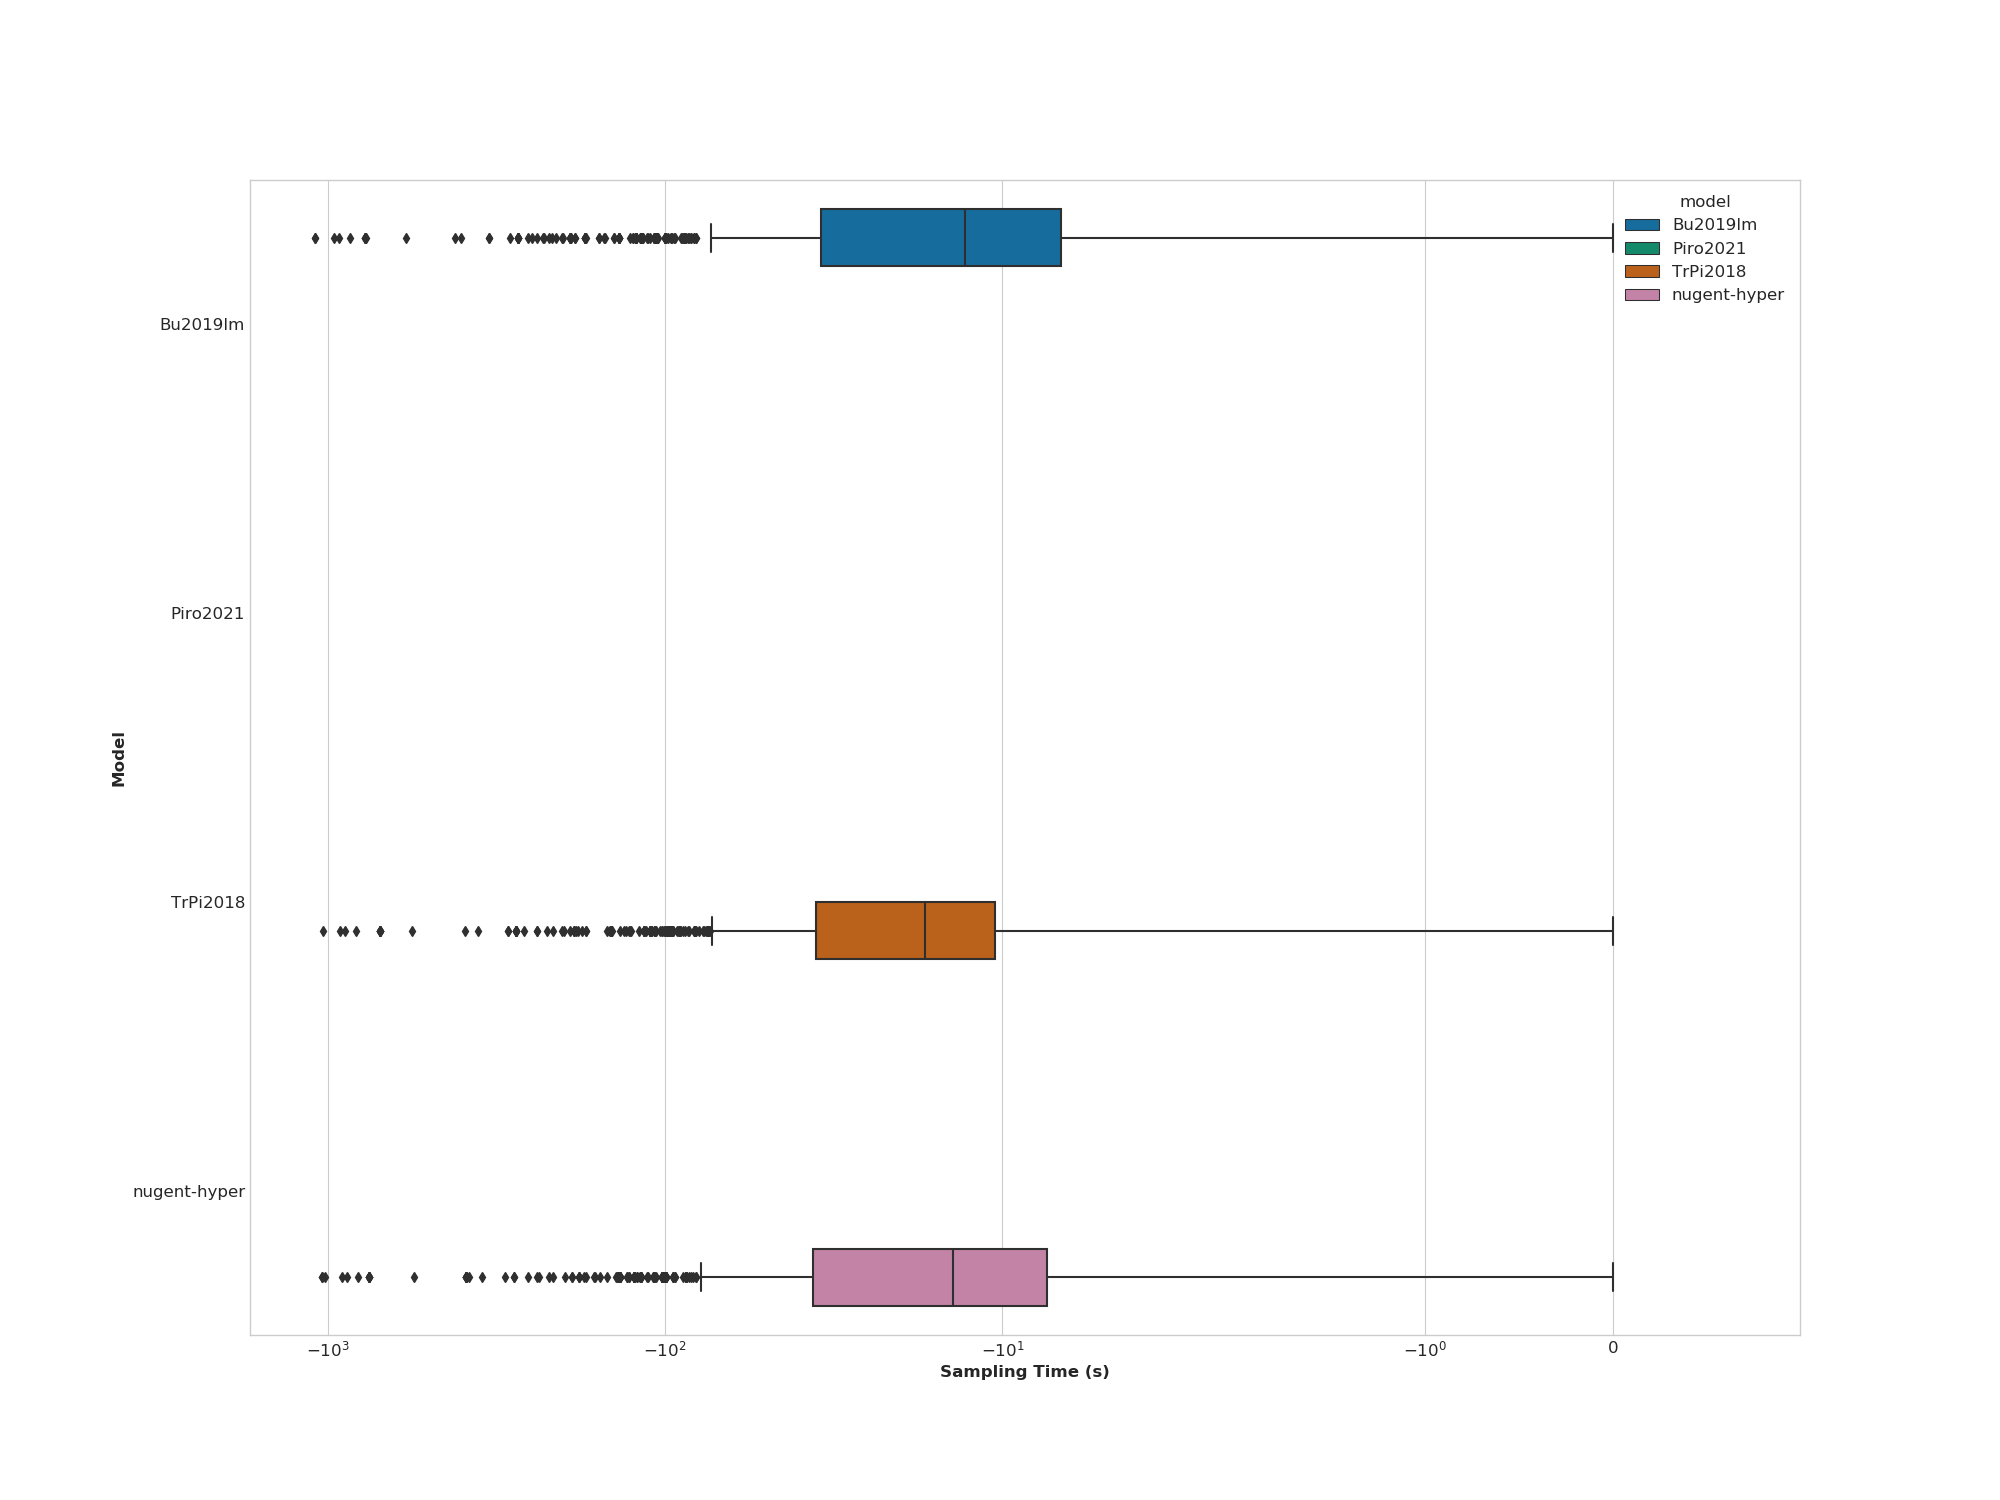 model
Bu2019lm
Piro2021
TrPi2018
nugent-hyper
Bu2019lm
Piro2021
Model
TrPi2018
nugent-hyper
−10³ −10² −10¹ −10⁰ 0
Sampling Time (s)